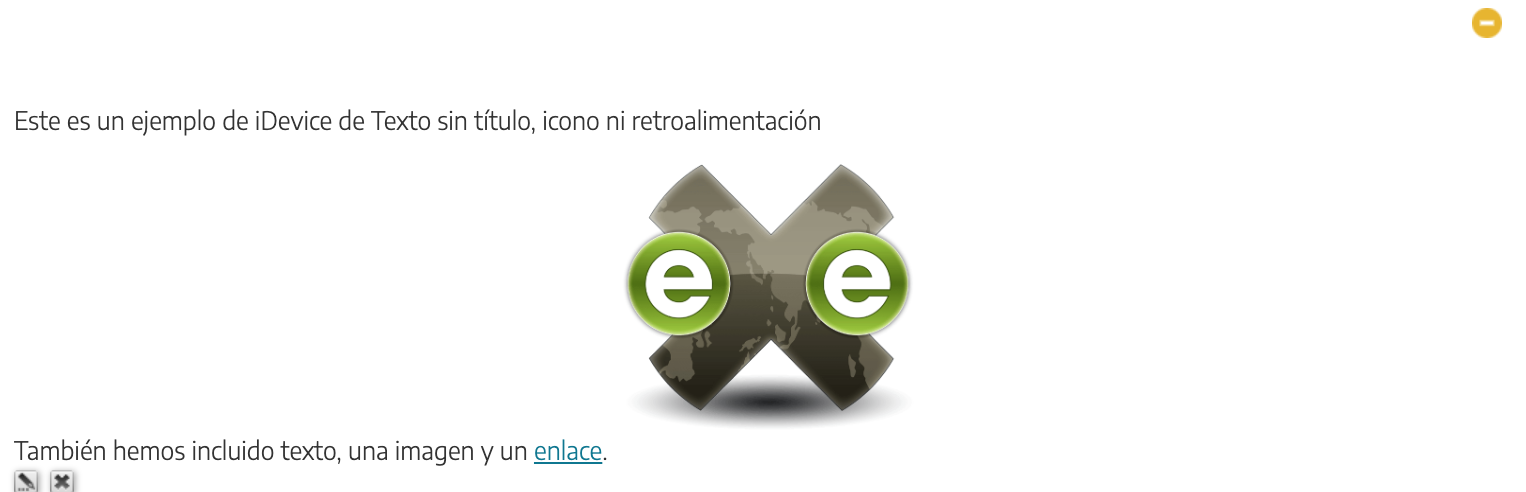 Este es un ejemplo de iDevice de Texto sin título, icono ni retroalimentación
e e
También hemos incluido texto, una imagen y un enlace.